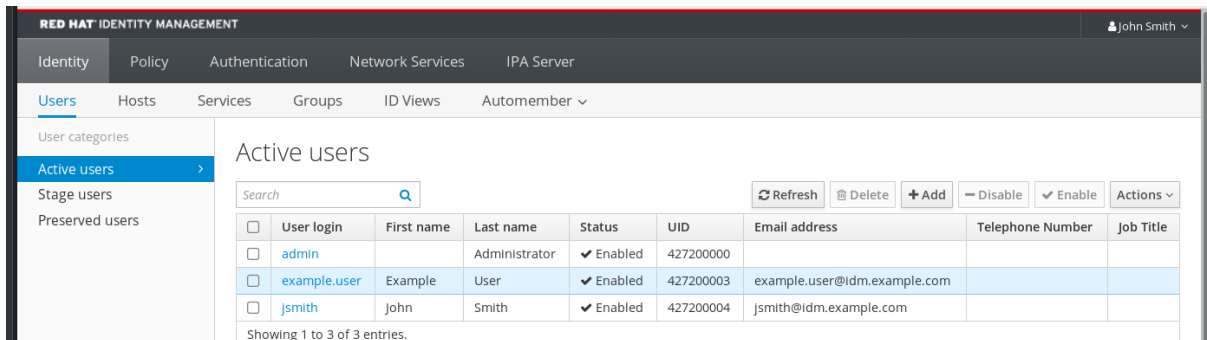 RED HAT® IDENTITY MANAGEMENT John Smith
Identity Policy Authentication Network Services IPA Server
Users Hosts Services Groups ID Views Automember
User categories
Active users
Stage users
Preserved users
Active users
Search Refresh Delete Add Disable Enable Actions
User login First name Last name Status UID Email address Telephone Number Job Title
admin Administrator Enabled 427200000
example.user Example User Enabled 427200003 example.user@idm.example.com
jsmith John Smith Enabled 427200004 jsmith@idm.example.com
Showing 1 to 3 of 3 entries.